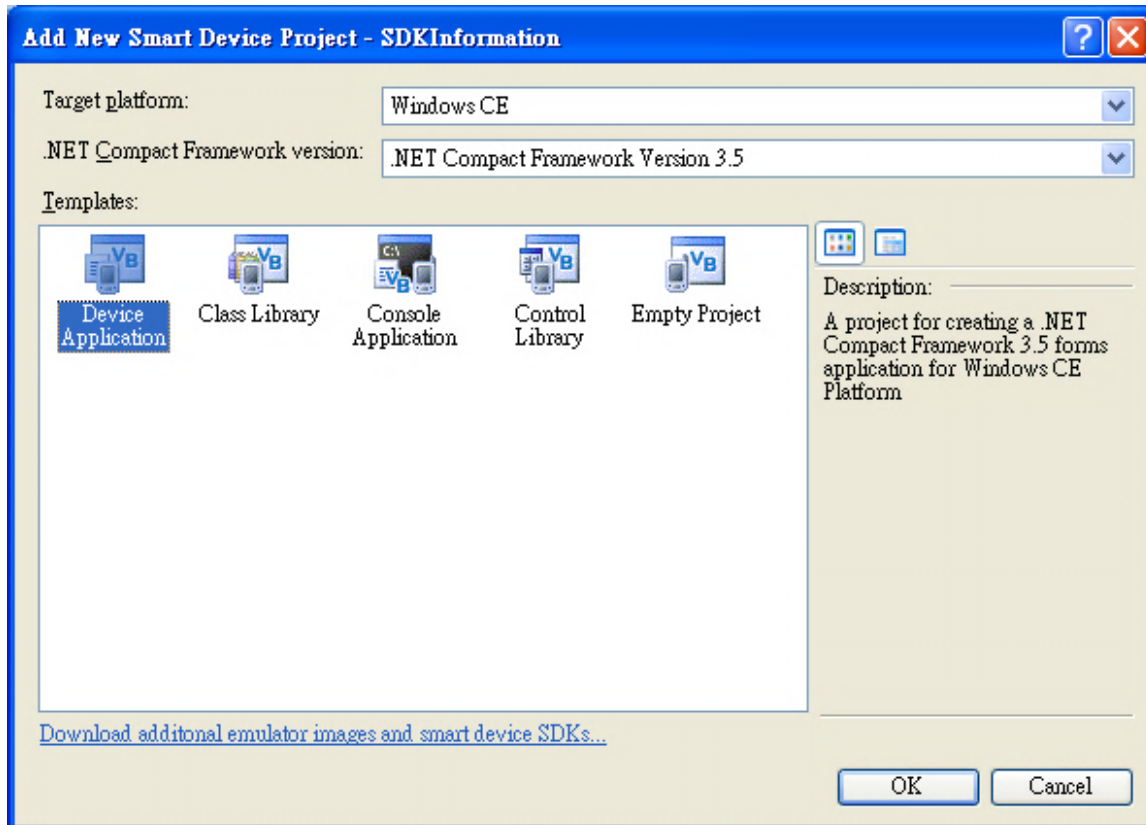 Add New Smart Device Project - SDKInformation
Target platform:
Windows CE
.NET Compact Framework version:
.NET Compact Framework Version 3.5
Templates:
Device
Application
Class Library
Console
Application
Control
Library
Empty Project
Description:
A project for creating a .NET
Compact Framework 3.5 forms
application for Windows CE
Platform
Download additonal emulator images and smart device SDKs...
OK
Cancel